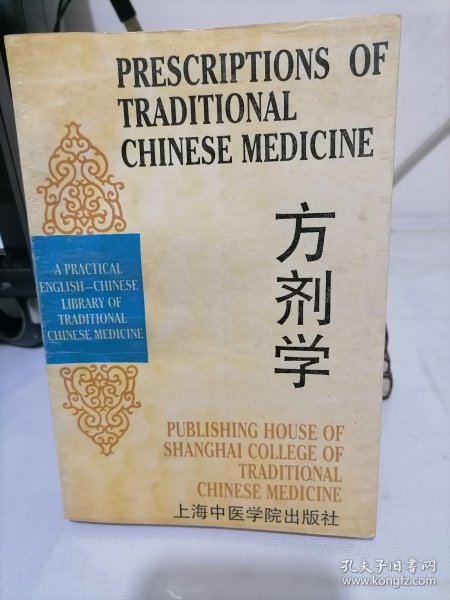 PRESCRIPTIONS OF
TRADITIONAL
CHINESE MEDICINE
方剂学
A PRACTICAL
ENGLISH—CHINESE
LIBRARY OF
TRADITIONAL
CHINESE MEDICINE
PUBLISHING HOUSE OF
SHANGHAI COLLEGE OF
TRADITIONAL
CHINESE MEDICINE
上海中医学院出版社
孔夫子旧书网
www.kongfz.com